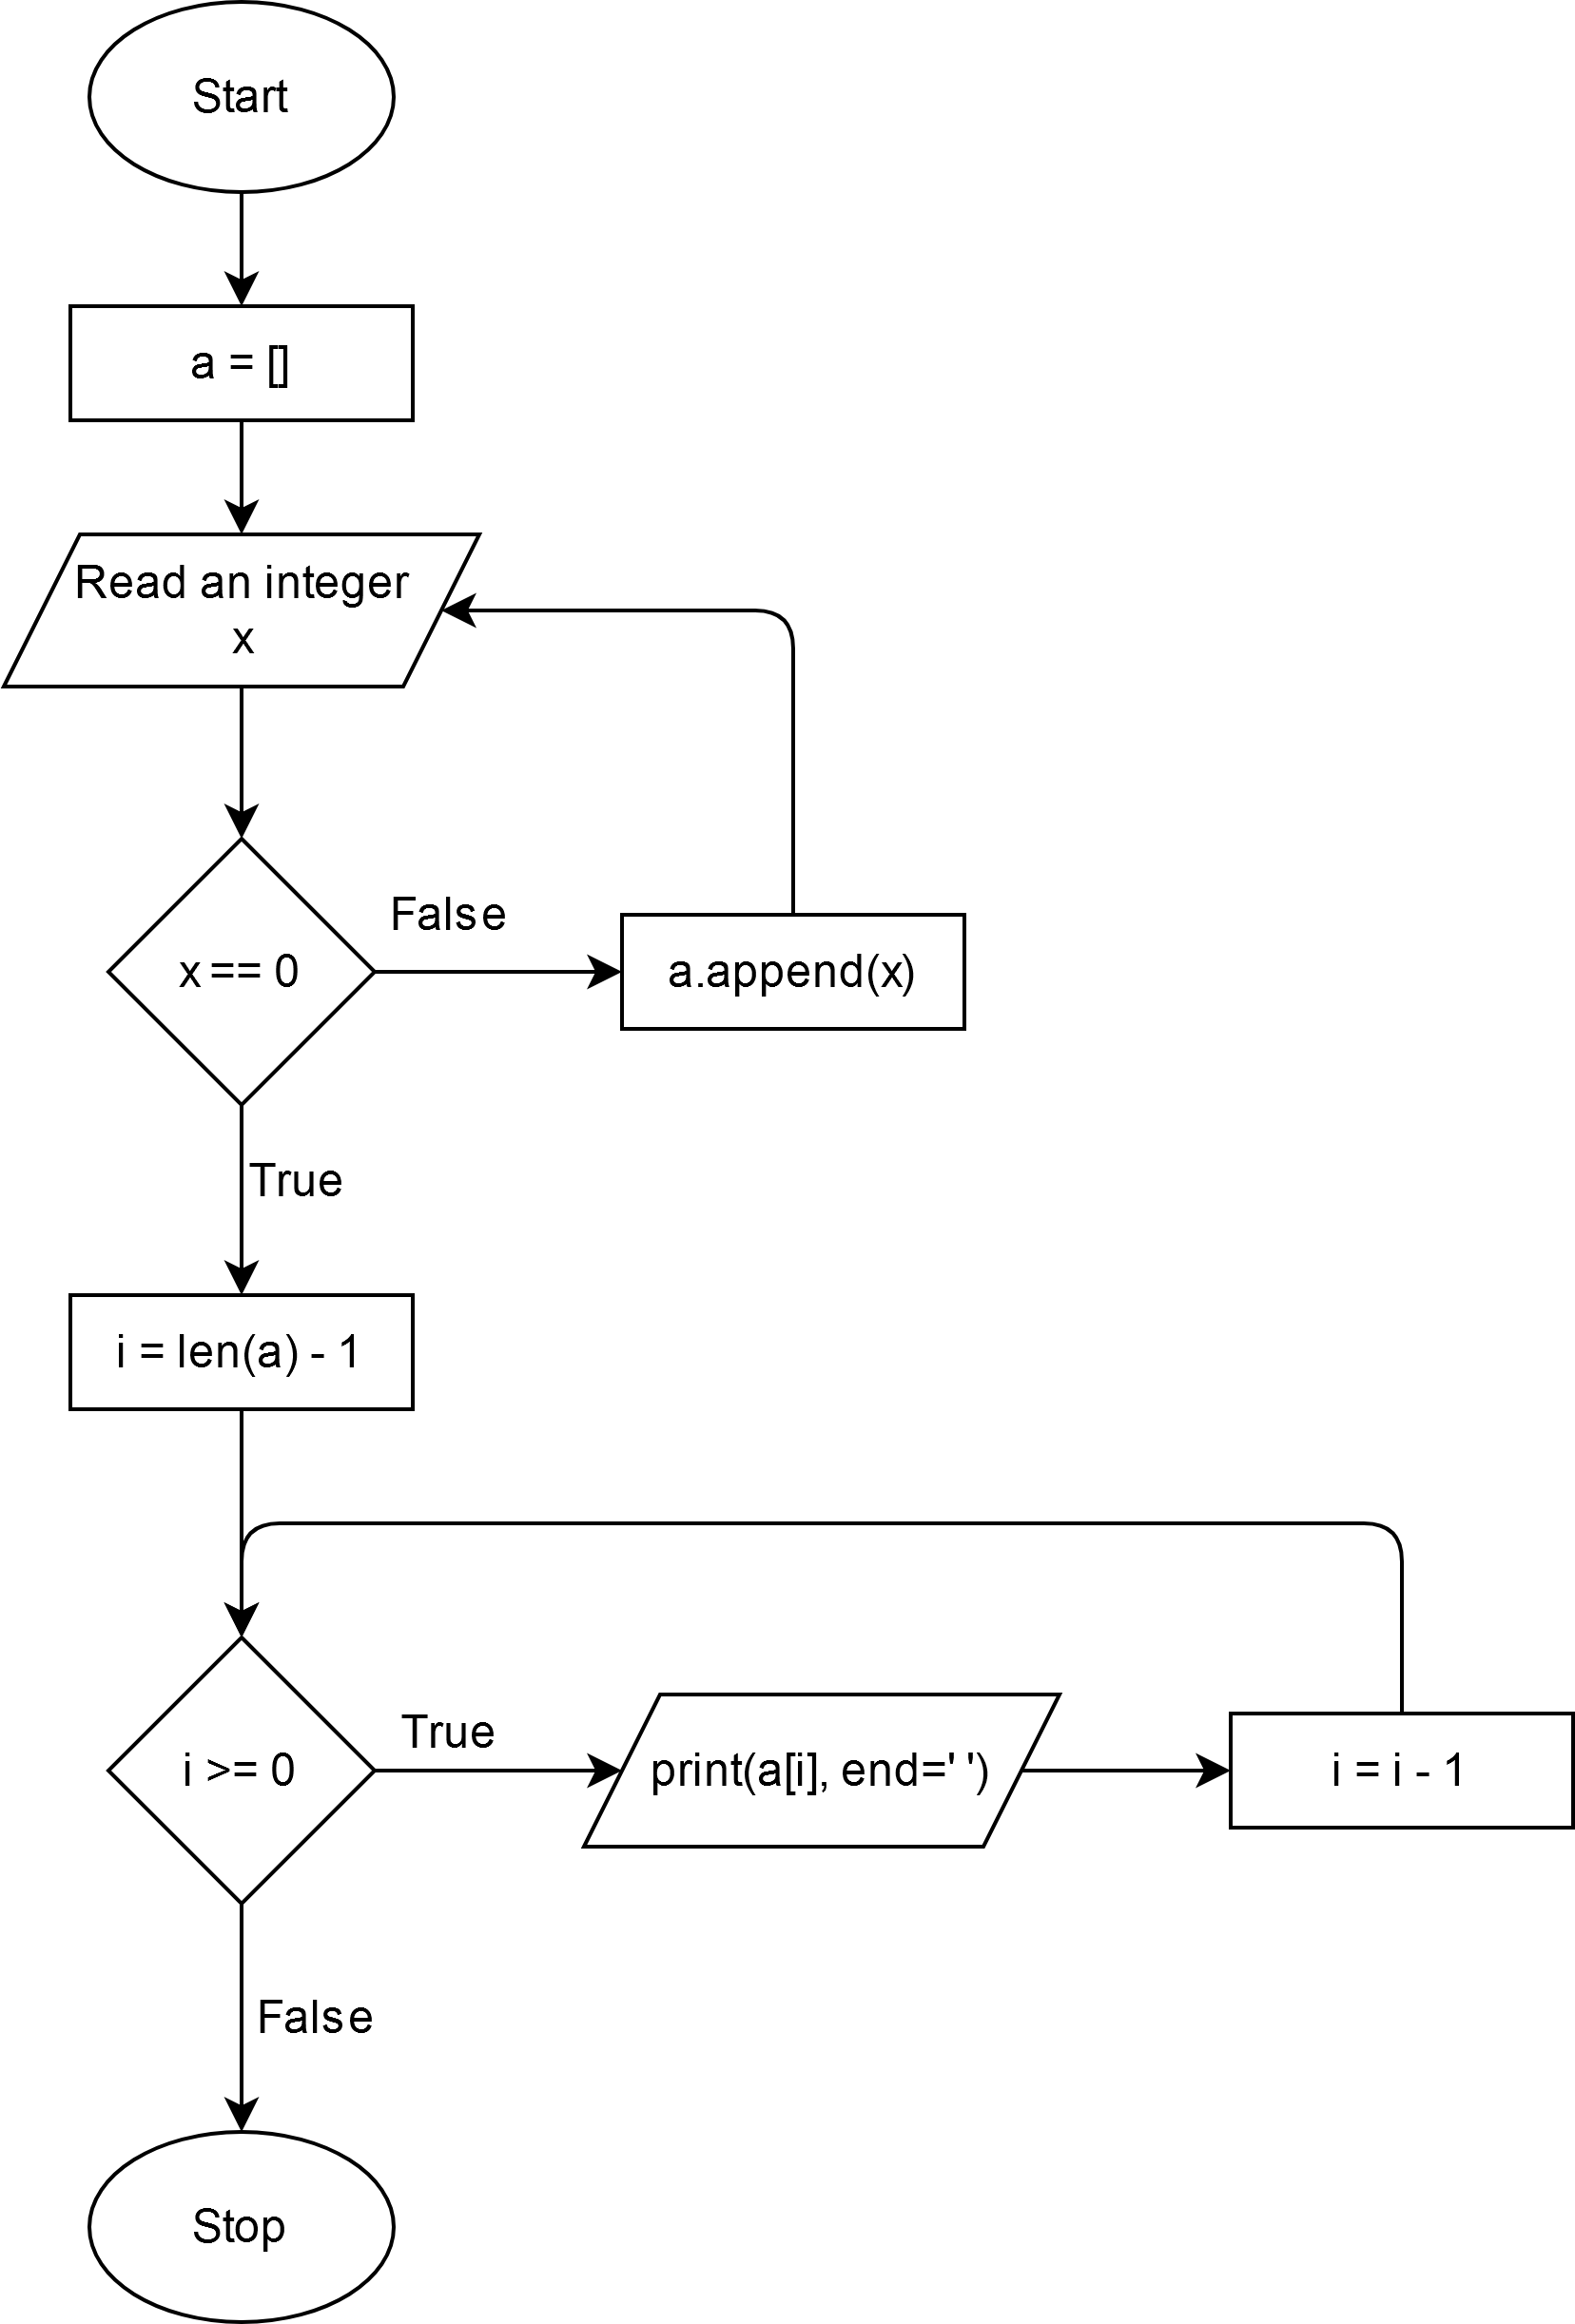 Start
a = []
Read an integer
x
x == 0
False
a.append(x)
True
i = len(a) - 1
i >= 0
True
print(a[i], end=' ')
i = i - 1
False
Stop